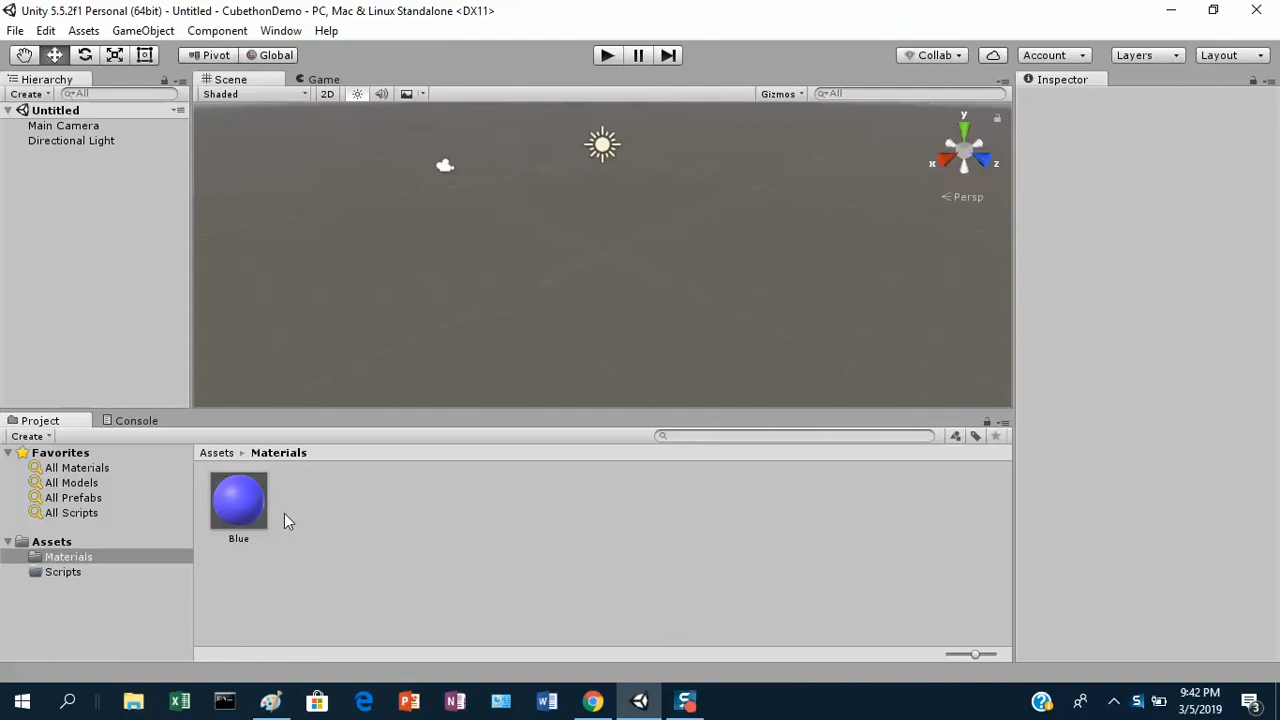 Unity 5.5.2f1 Personal (64bit) - Untitled - CubethonDemo - PC, Mac & Linux Standalone <DX11>
File Edit Assets GameObject Component Window Help
Pivot Global Collab Account Layers Layout
Hierarchy Scene Game Inspector
Create All Shaded 2D Gizmos All
Untitled
Main Camera
Directional Light
y
x z
Persp
Project Console
Create
Favorites Assets Materials
All Materials
All Models
All Prefabs
All Scripts
Blue
Assets
Materials
Scripts
9:42 PM
3/5/2019
3